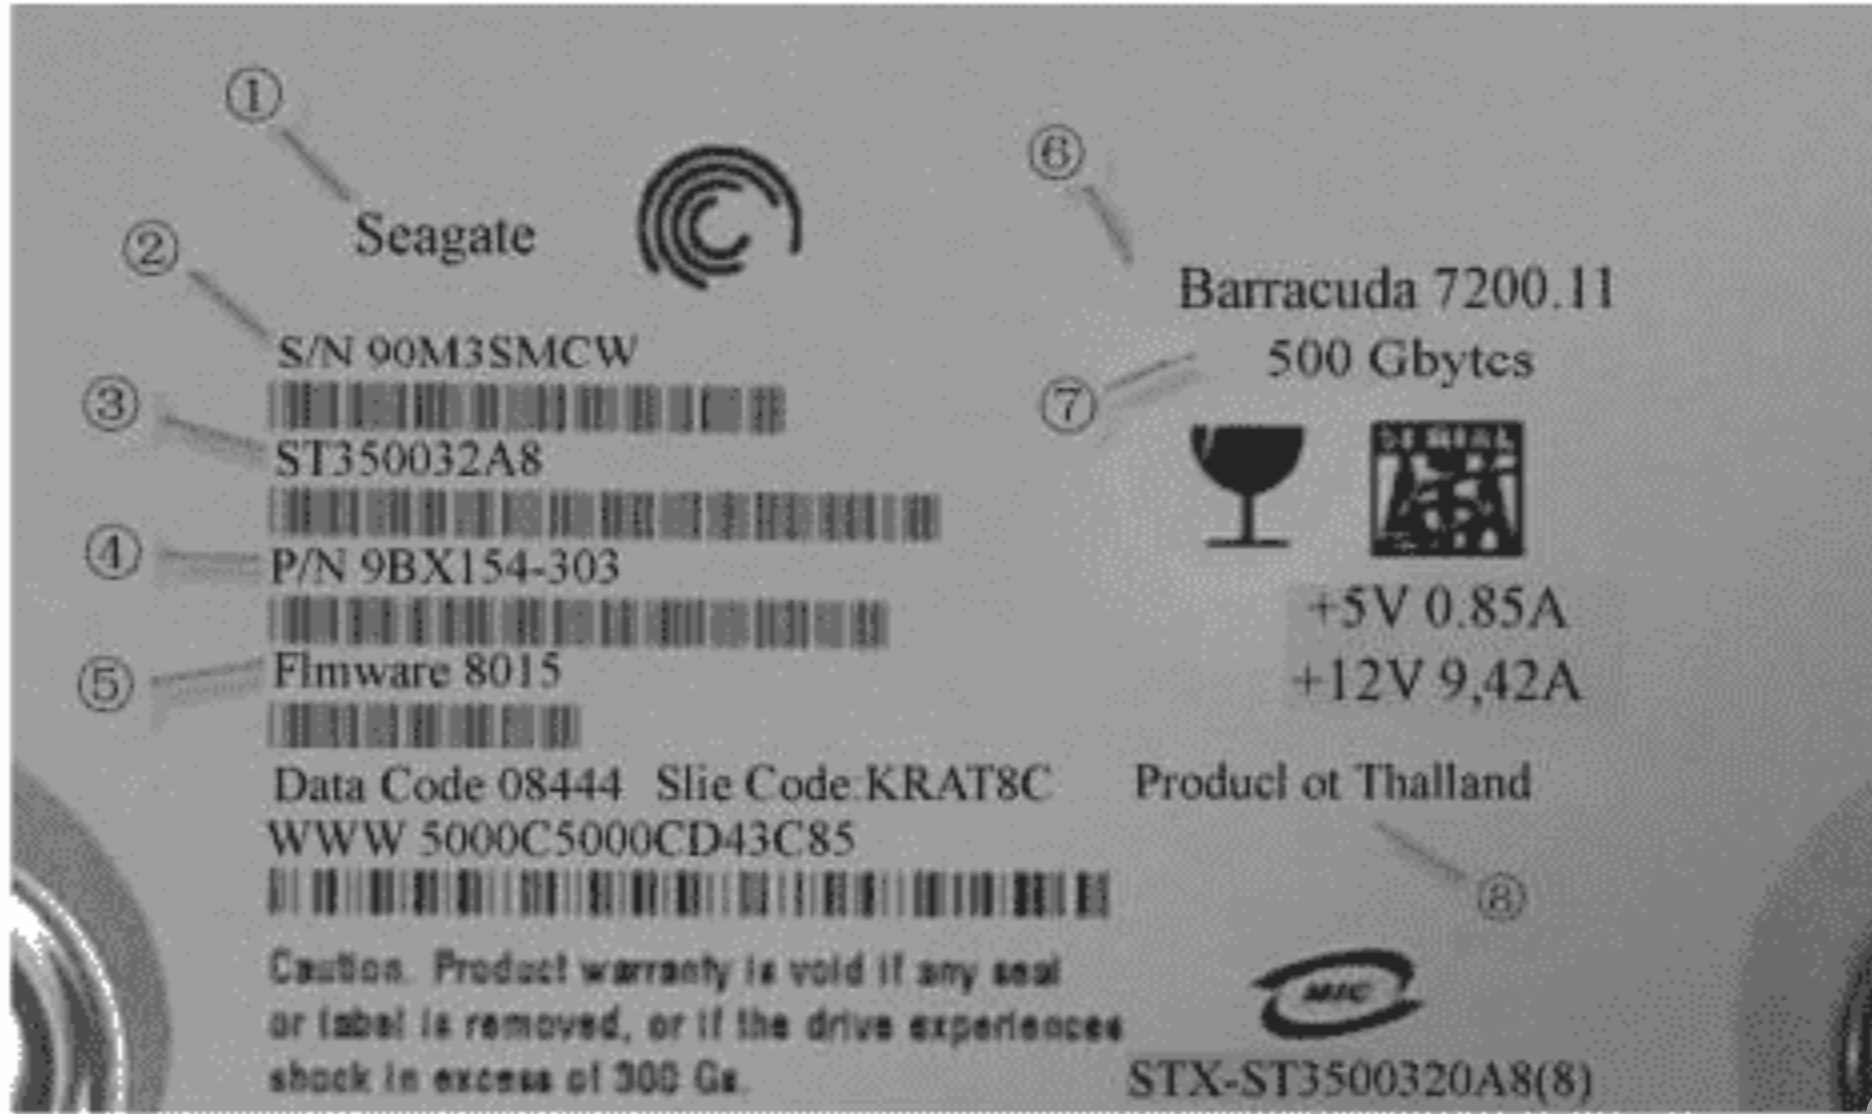 ①
Seagate
②
S/N 90M3SMCW
③
ST350032A8
④
P/N 9BX154-303
⑤
Flmware 8015
Data Code 08444 Slie Code:KRAT8C
WWW 5000C5000CD43C85
Caution. Product warranty is void if any seal
or label is removed, or if the drive experiences
shock in excess of 300 Gs.
⑥
Barracuda 7200.11
500 Gbytes
⑦
+5V 0.85A
+12V 9,42A
Producl ot Thalland
⑧
MIC
STX-ST3500320A8(8)